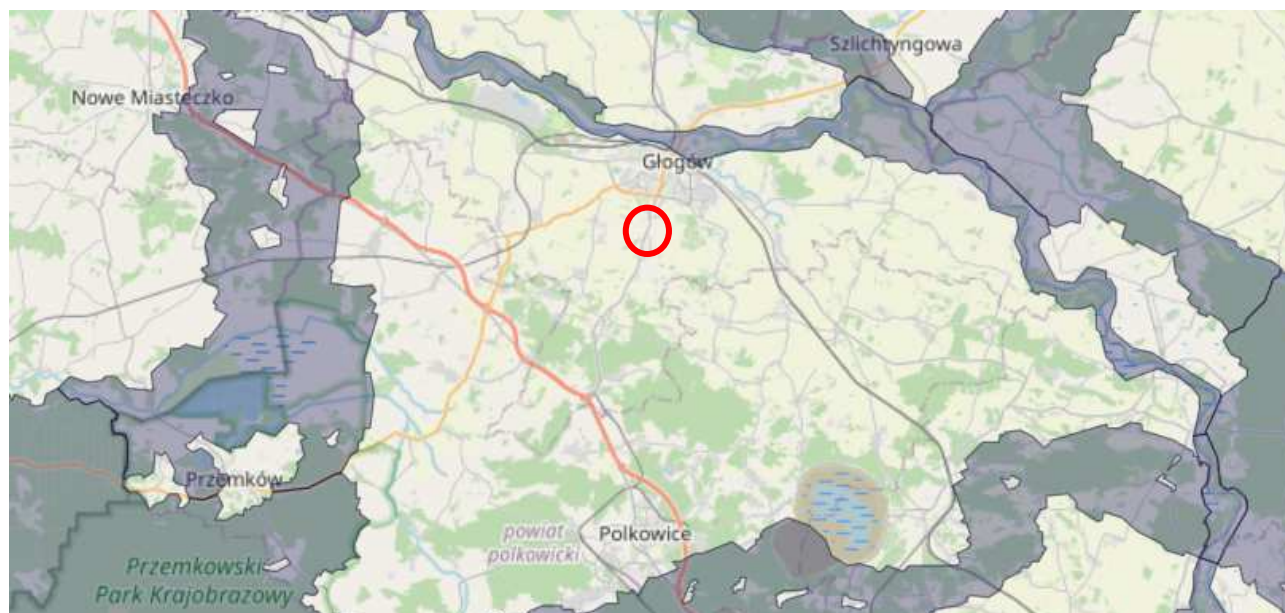 Szlichtyngowa
Nowe Miasteczko
Głogów
Przemków
Polkowice
powiat
polkowicki
Przemkowski
Park Krajobrazowy